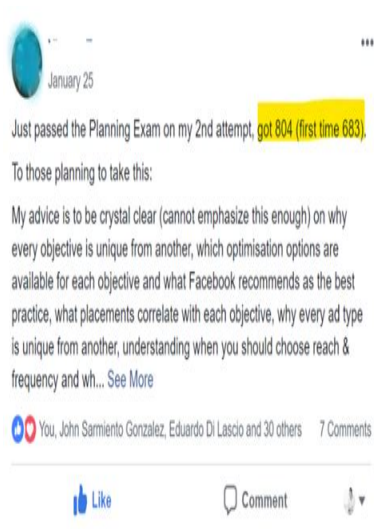 January 25
Just passed the Planning Exam on my 2nd attempt, got 804 (first time 683).
To those planning to take this:
My advice is to be crystal clear (cannot emphasize this enough) on why
every objective is unique from another, which optimisation options are
available for each objective and what Facebook recommends as the best
practice, what placements correlate with each objective, why every ad type
is unique from another, understanding when you should choose reach &
frequency and wh... See More
You, John Sarmiento Gonzalez, Eduardo Di Lascio and 30 others 7 Comments
Like Comment